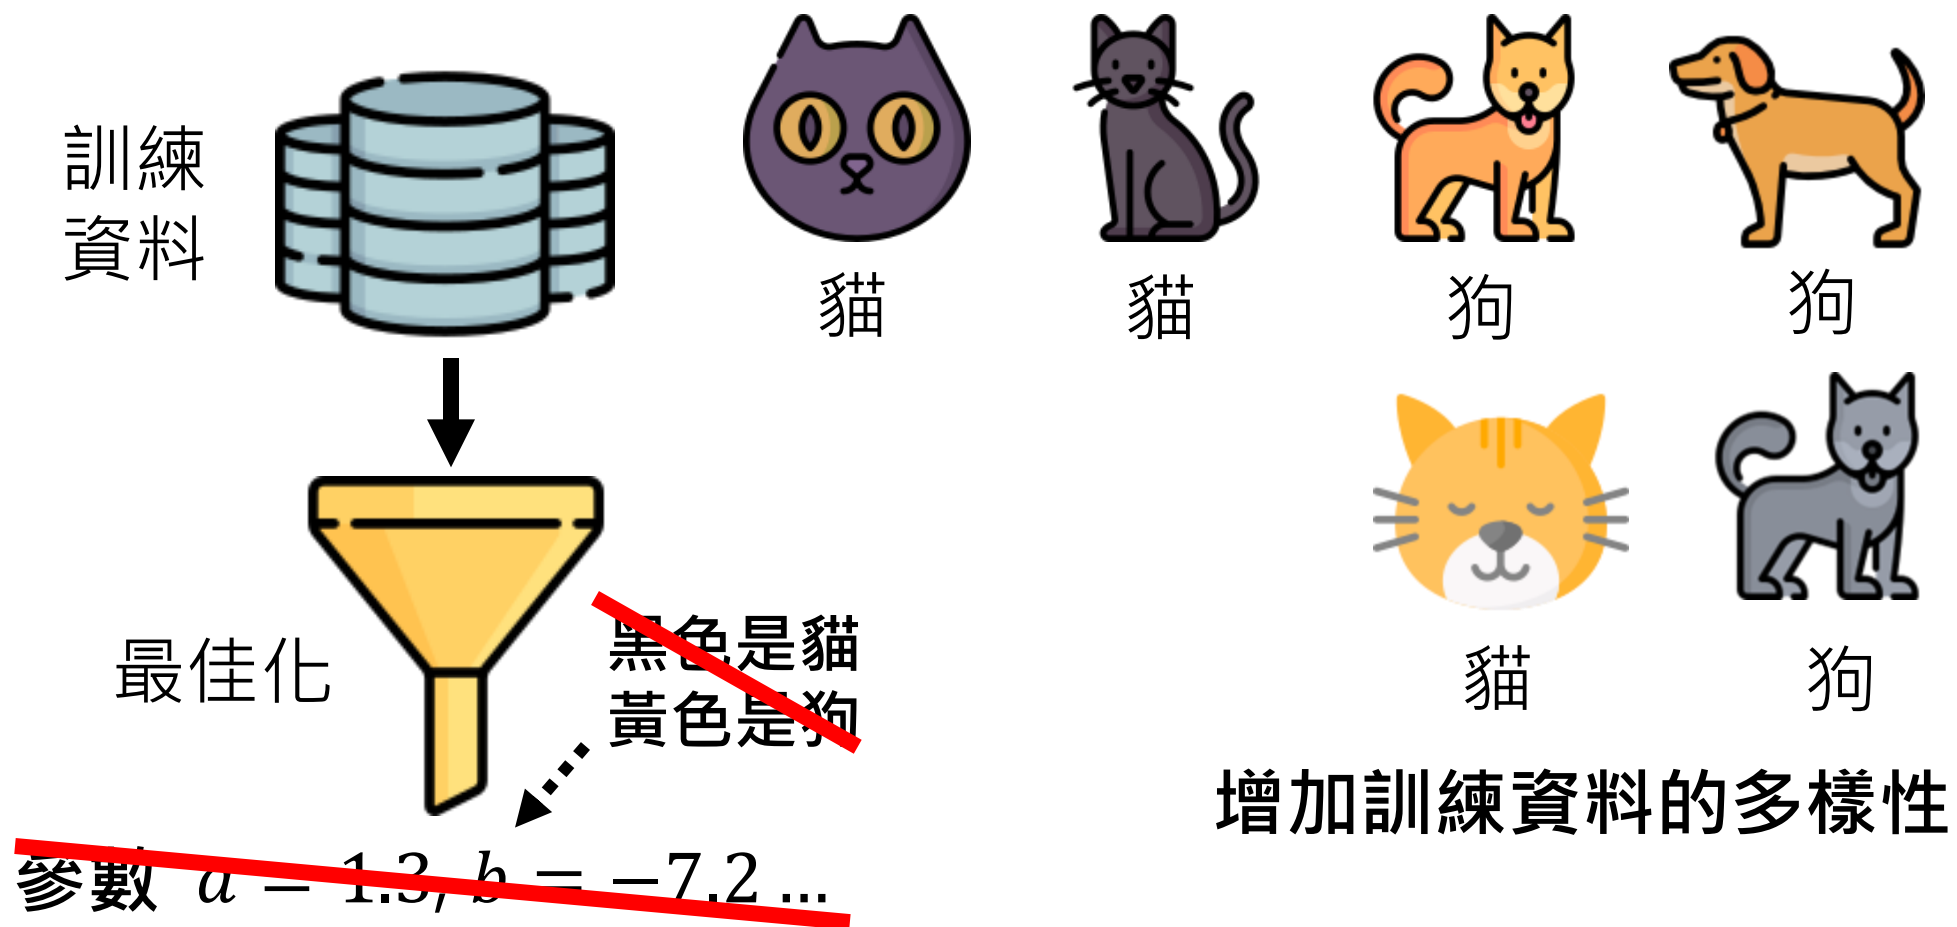 訓練
資料
貓
貓
狗
狗
貓
狗
最佳化
黑色是貓
黃色是狗
增加訓練資料的多樣性
參數 a = 1.3, b = −7.2 …